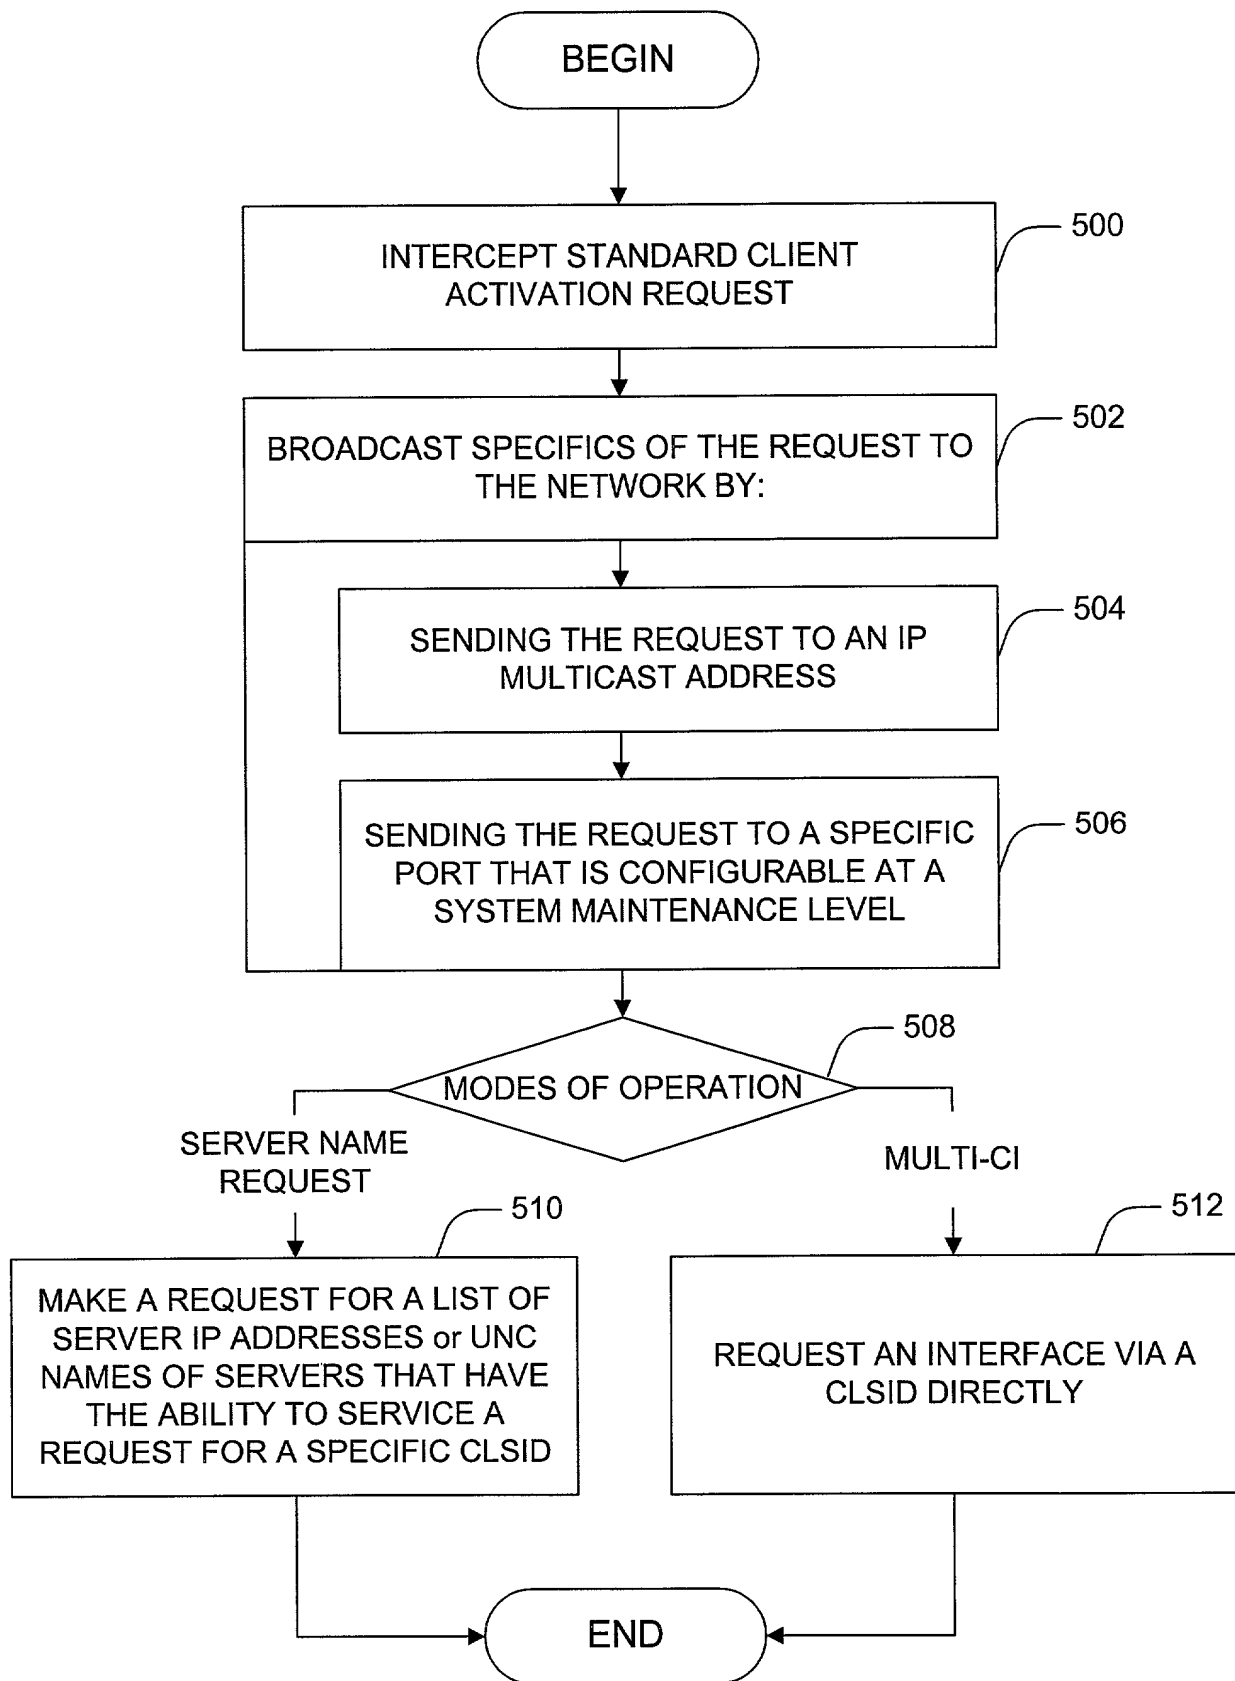 BEGIN
500
INTERCEPT STANDARD CLIENT
ACTIVATION REQUEST
502
BROADCAST SPECIFICS OF THE REQUEST TO
THE NETWORK BY:
504
SENDING THE REQUEST TO AN IP
MULTICAST ADDRESS
506
SENDING THE REQUEST TO A SPECIFIC
PORT THAT IS CONFIGURABLE AT A
SYSTEM MAINTENANCE LEVEL
508
MODES OF OPERATION
SERVER NAME
REQUEST
MULTI-CI
510
MAKE A REQUEST FOR A LIST OF
SERVER IP ADDRESSES or UNC
NAMES OF SERVERS THAT HAVE
THE ABILITY TO SERVICE A
REQUEST FOR A SPECIFIC CLSID
512
REQUEST AN INTERFACE VIA A
CLSID DIRECTLY
END